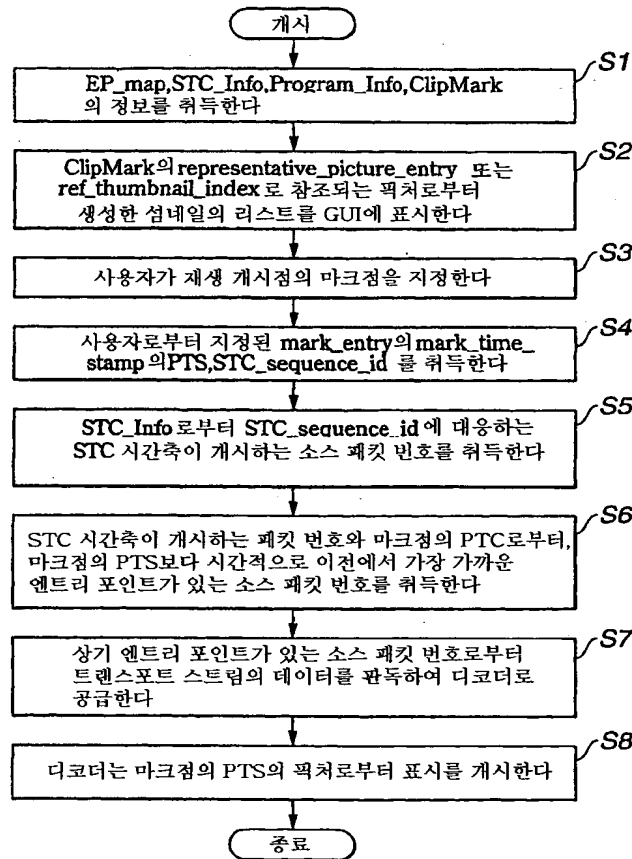 개시
S1
EP_map,STC_Info,Program_Info,ClipMark
의 정보를 취득한다
S2
ClipMark의 representative_picture_entry 또는
ref_thumbnail_index로 참조되는 픽처로부터
생성한 섬네일의 리스트를 GUI에 표시한다
S3
사용자가 재생 개시점의 마크점을 지정한다
S4
사용자로부터 지정된 mark_entry의 mark_time_
stamp의 PTS,STC_sequence_id 를 취득한다
S5
STC_Info로부터 STC_sequence_id에 대응하는
STC 시간축이 개시하는 소스 패킷 번호를 취득한다
S6
STC 시간축이 개시하는 패킷 번호와 마크점의 PTC로부터,
마크점의 PTS보다 시간적으로 이전에서 가장 가까운
엔트리 포인트가 있는 소스 패킷 번호를 취득한다
S7
상기 엔트리 포인트가 있는 소스 패킷 번호로부터
트랜스포트 스트림의 데이터를 판독하여 디코더로
공급한다
S8
디코더는 마크점의 PTS의 픽처로부터 표시를 개시한다
종료